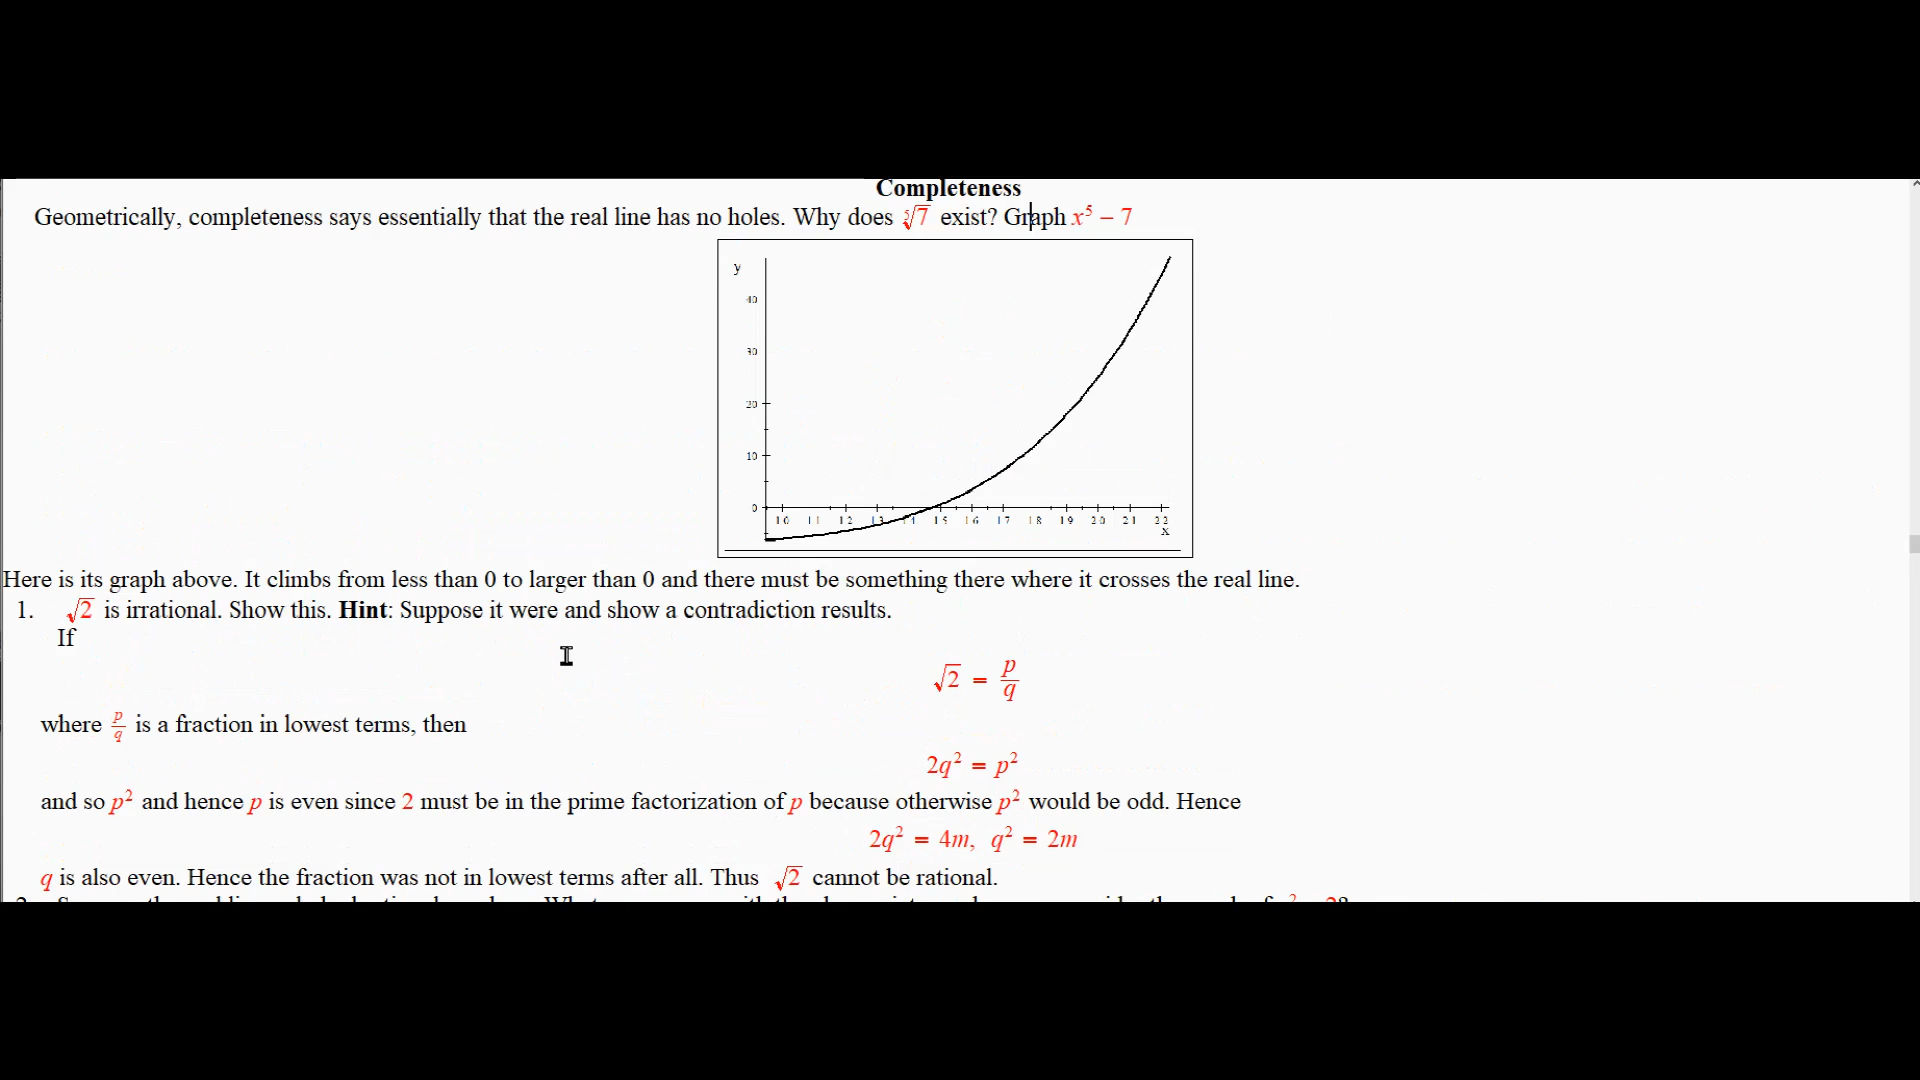 Completeness
Geometrically, completeness says essentially that the real line has no holes. Why does ⁵√7 exist? Graph x⁵ − 7
y
40
30
20
10
0
1.0 1.1 1.2 1.3 1.4 1.5 1.6 1.7 1.8 1.9 2.0 2.1 2.2
x
Here is its graph above. It climbs from less than 0 to larger than 0 and there must be something there where it crosses the real line.
1. √2 is irrational. Show this. Hint: Suppose it were and show a contradiction results.
If
√2 = p/q
where p/q is a fraction in lowest terms, then
2q² = p²
and so p² and hence p is even since 2 must be in the prime factorization of p because otherwise p² would be odd. Hence
2q² = 4m, q² = 2m
q is also even. Hence the fraction was not in lowest terms after all. Thus √2 cannot be rational.